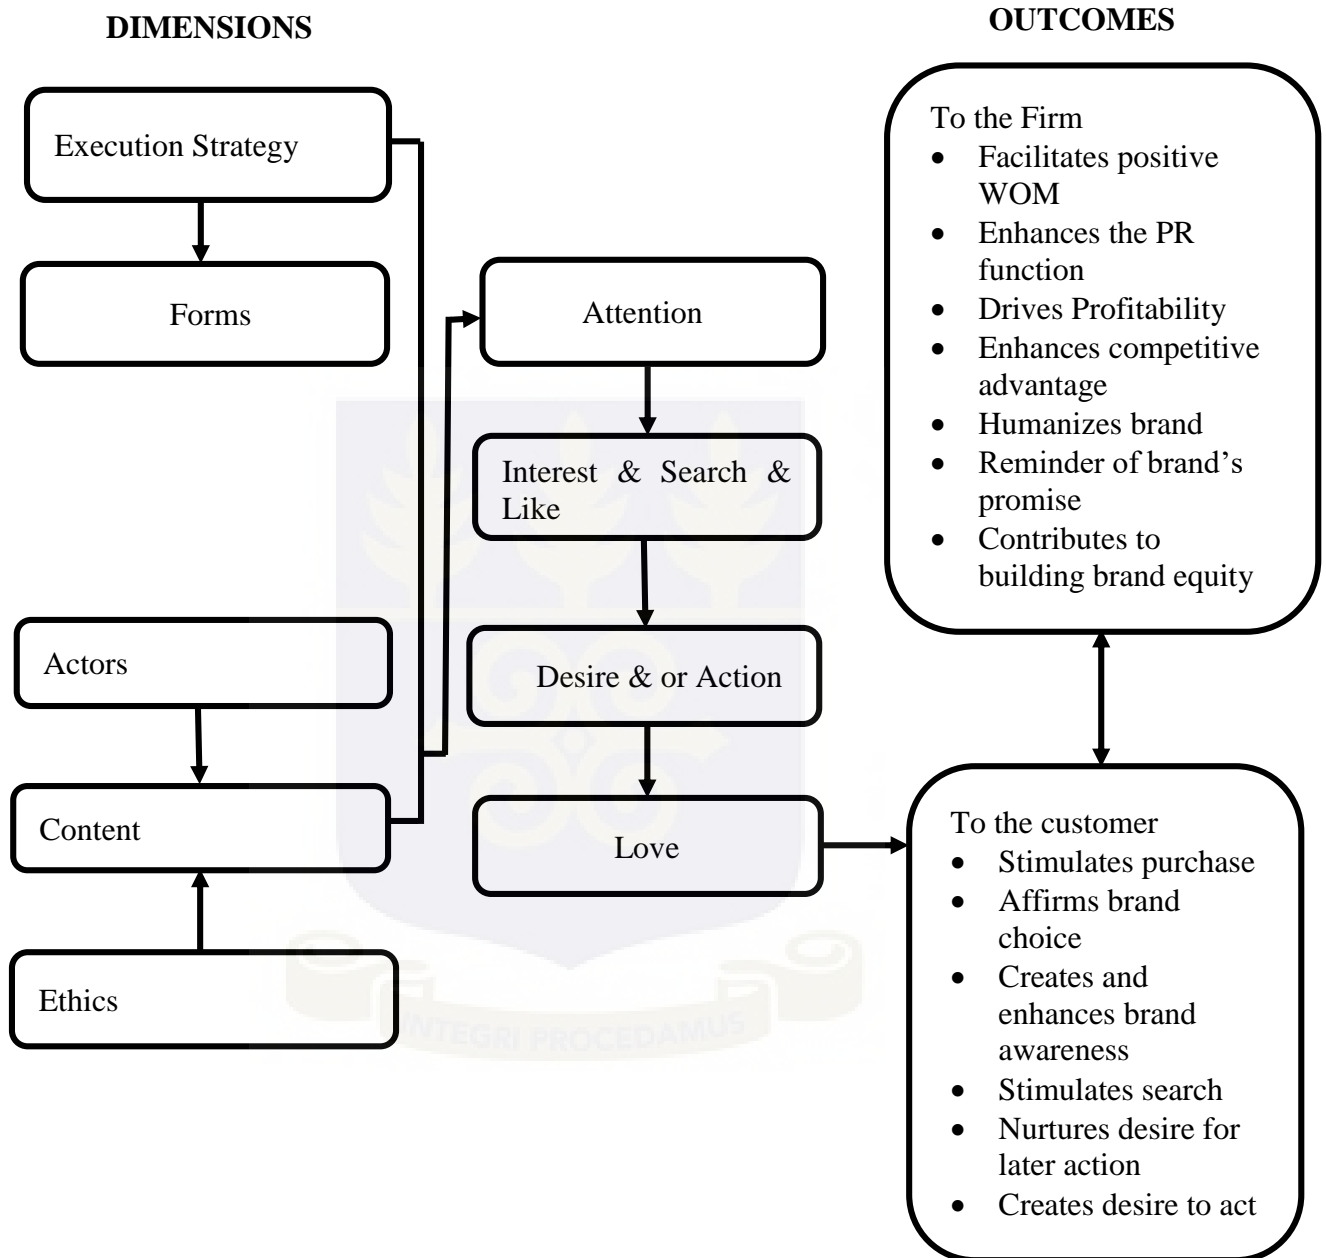 DIMENSIONS
Execution Strategy
Forms
Actors
Content
Ethics
Attention
Interest & Search &
Like
Desire & or Action
Love
OUTCOMES
To the Firm
• Facilitates positive
WOM
• Enhances the PR
function
• Drives Profitability
• Enhances competitive
advantage
• Humanizes brand
• Reminder of brand’s
promise
• Contributes to
building brand equity
To the customer
• Stimulates purchase
• Affirms brand
choice
• Creates and
enhances brand
awareness
• Stimulates search
• Nurtures desire for
later action
• Creates desire to act
INTEGRI PROCEDAMUS